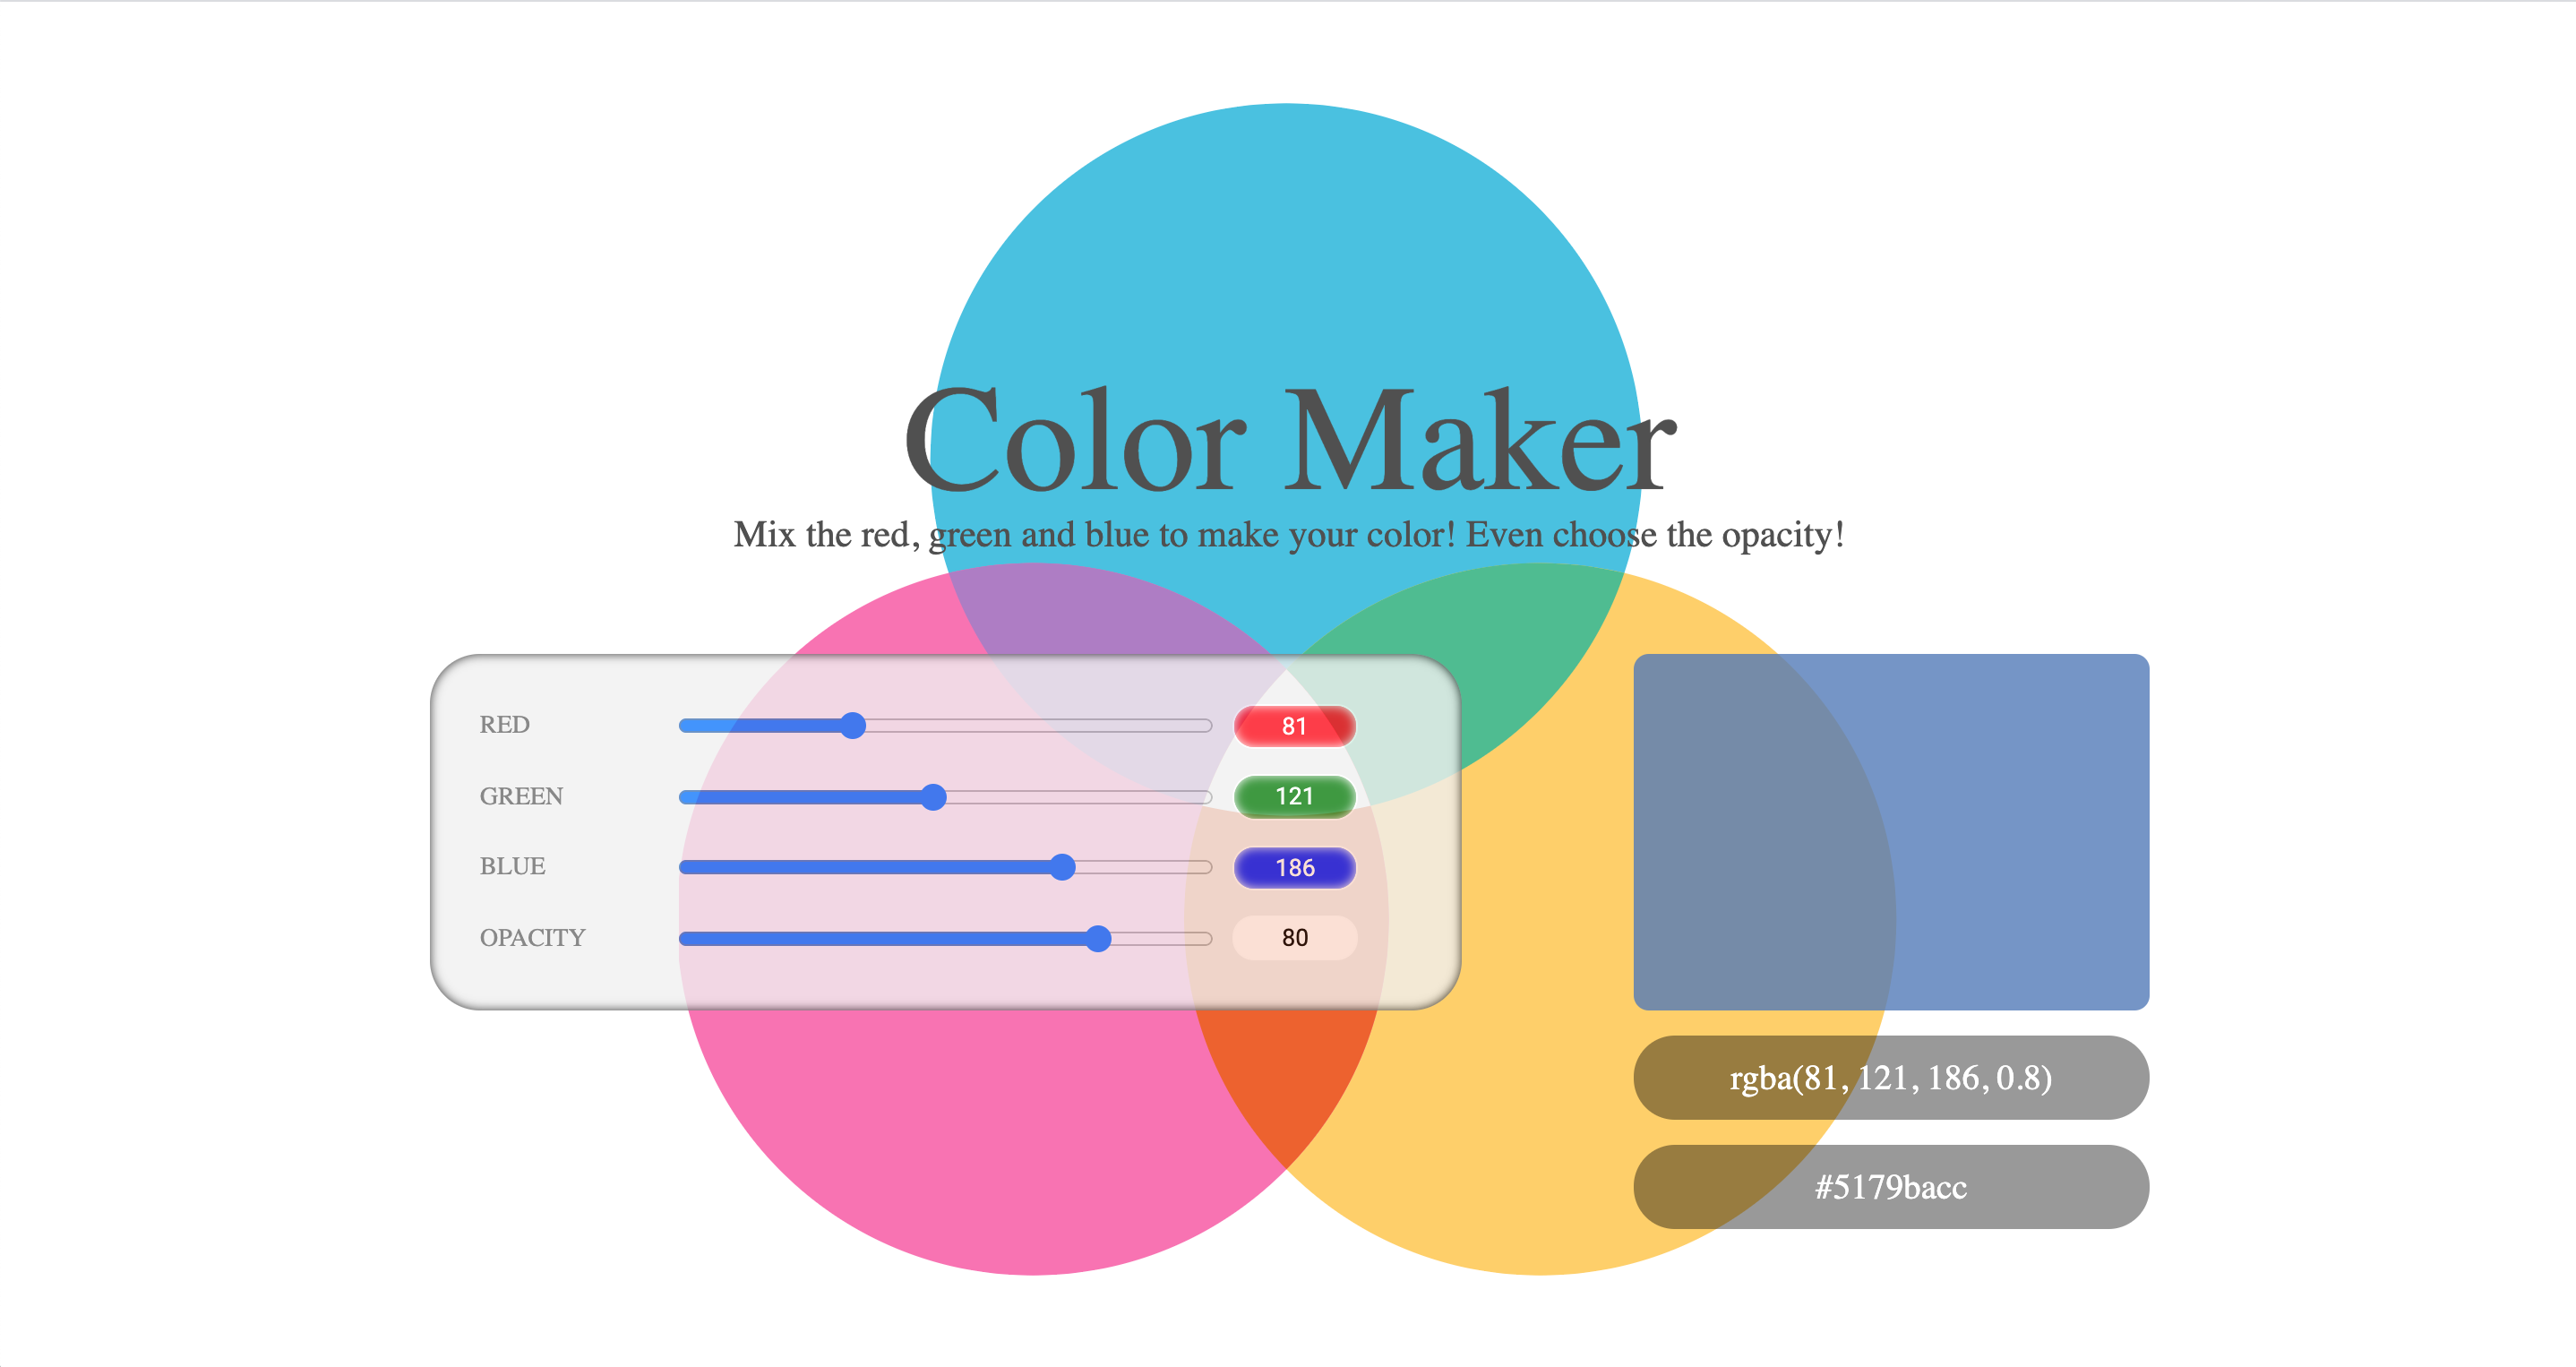 Color Maker
Mix the red, green and blue to make your color! Even choose the opacity!
RED 81
GREEN 121
BLUE 186
OPACITY 80
rgba(81, 121, 186, 0.8)
#5179bacc